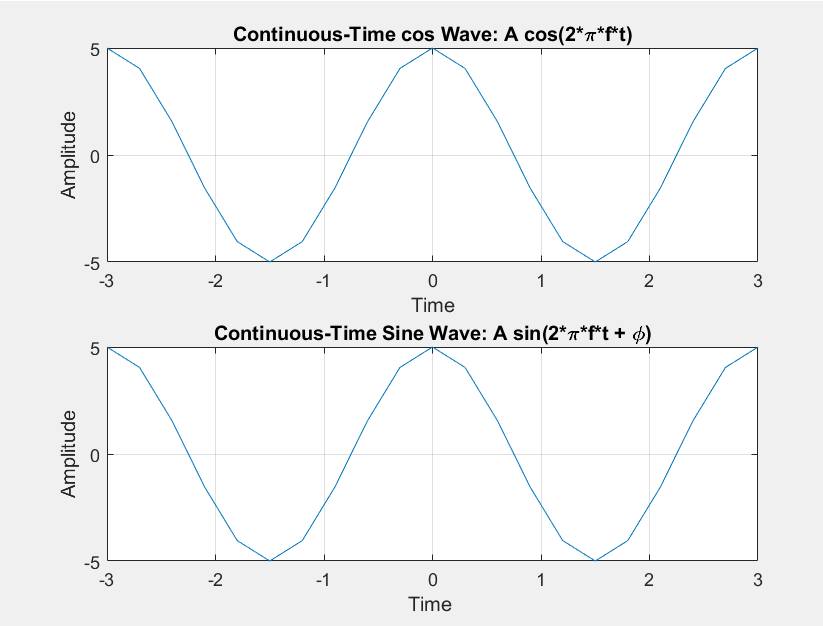 Continuous-Time cos Wave: A cos(2*π*f*t)
5
0
-5
Amplitude
-3 -2 -1 0 1 2 3
Time
Continuous-Time Sine Wave: A sin(2*π*f*t + ϕ)
5
0
-5
Amplitude
-3 -2 -1 0 1 2 3
Time